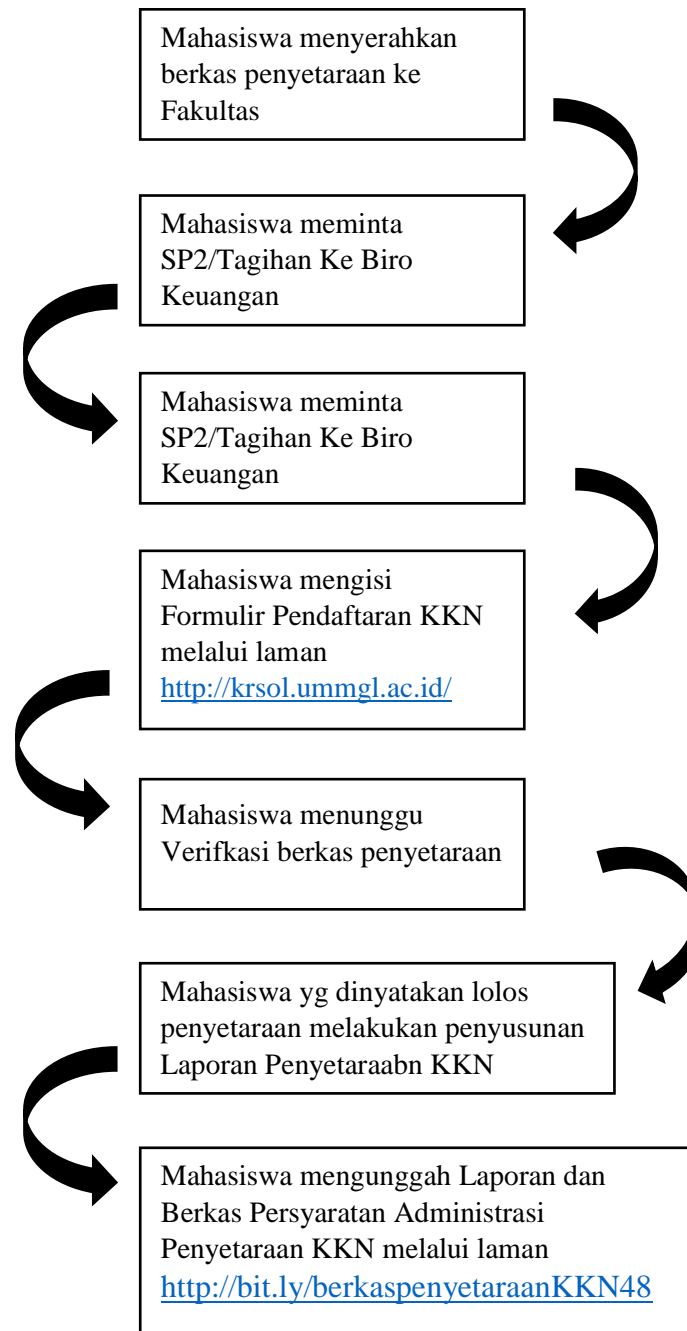 Mahasiswa menyerahkan
berkas penyetaraan ke
Fakultas
Mahasiswa meminta
SP2/Tagihan Ke Biro
Keuangan
Mahasiswa meminta
SP2/Tagihan Ke Biro
Keuangan
Mahasiswa mengisi
Formulir Pendaftaran KKN
melalui laman
http://krsol.ummgl.ac.id/
Mahasiswa menunggu
Verifkasi berkas penyetaraan
Mahasiswa yg dinyatakan lolos
penyetaraan melakukan penyusunan
Laporan Penyetaraabn KKN
Mahasiswa mengunggah Laporan dan
Berkas Persyaratan Administrasi
Penyetaraan KKN melalui laman
http://bit.ly/berkaspenyetaraanKKN48